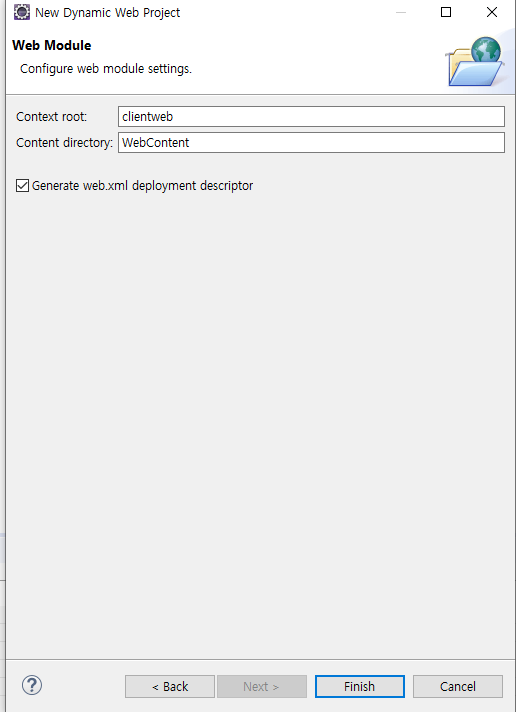 New Dynamic Web Project
Web Module
Configure web module settings.
Context root: clientweb
Content directory: WebContent
Generate web.xml deployment descriptor
? < Back Next > Finish Cancel